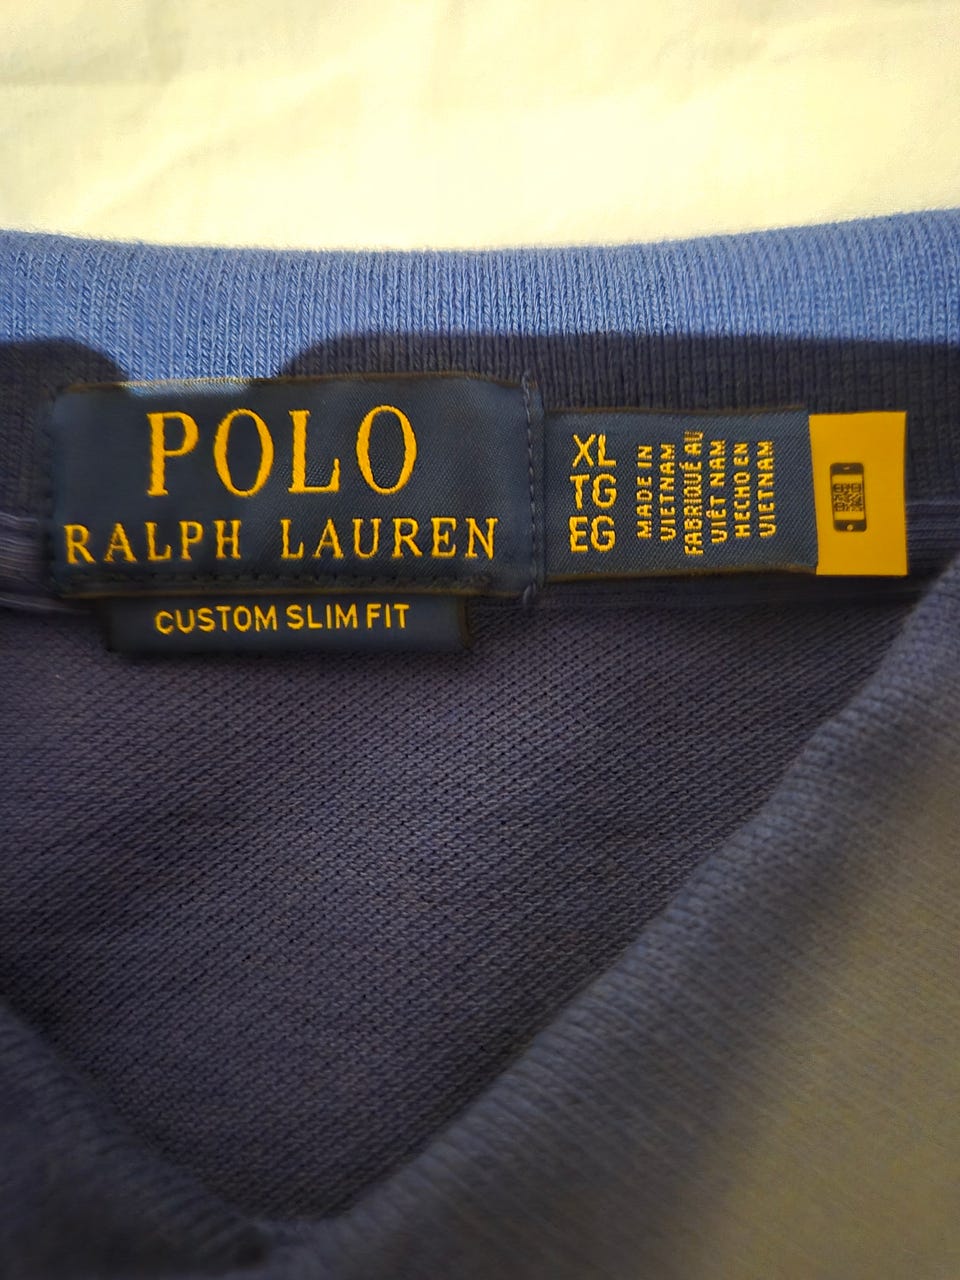 POLO
RALPH LAUREN
CUSTOM SLIM FIT
XL
TG
EG
MADE IN
VIETNAM
FABRIQUÉ AU
VIÊT NAM
HECHO EN
VIETNAM